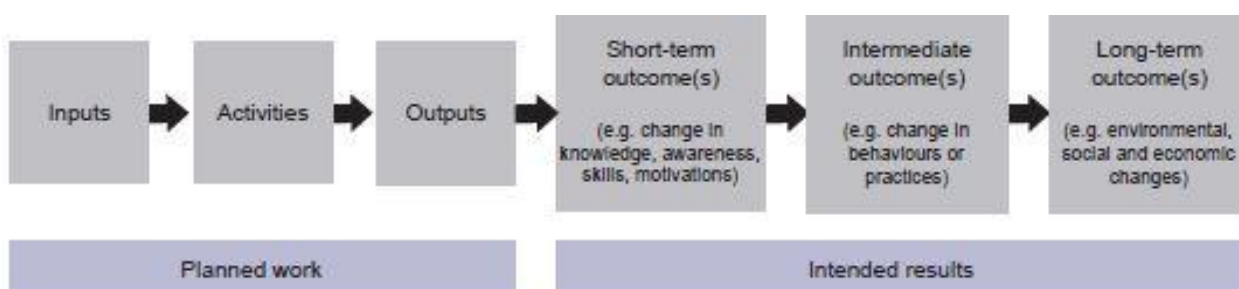 Inputs
Activities
Outputs
Short-term
outcome(s)
(e.g. change in
knowledge, awareness,
skills, motivations)
Intermediate
outcome(s)
(e.g. change in
behaviours or
practices)
Long-term
outcome(s)
(e.g. environmental,
social and economic
changes)
Planned work
Intended results